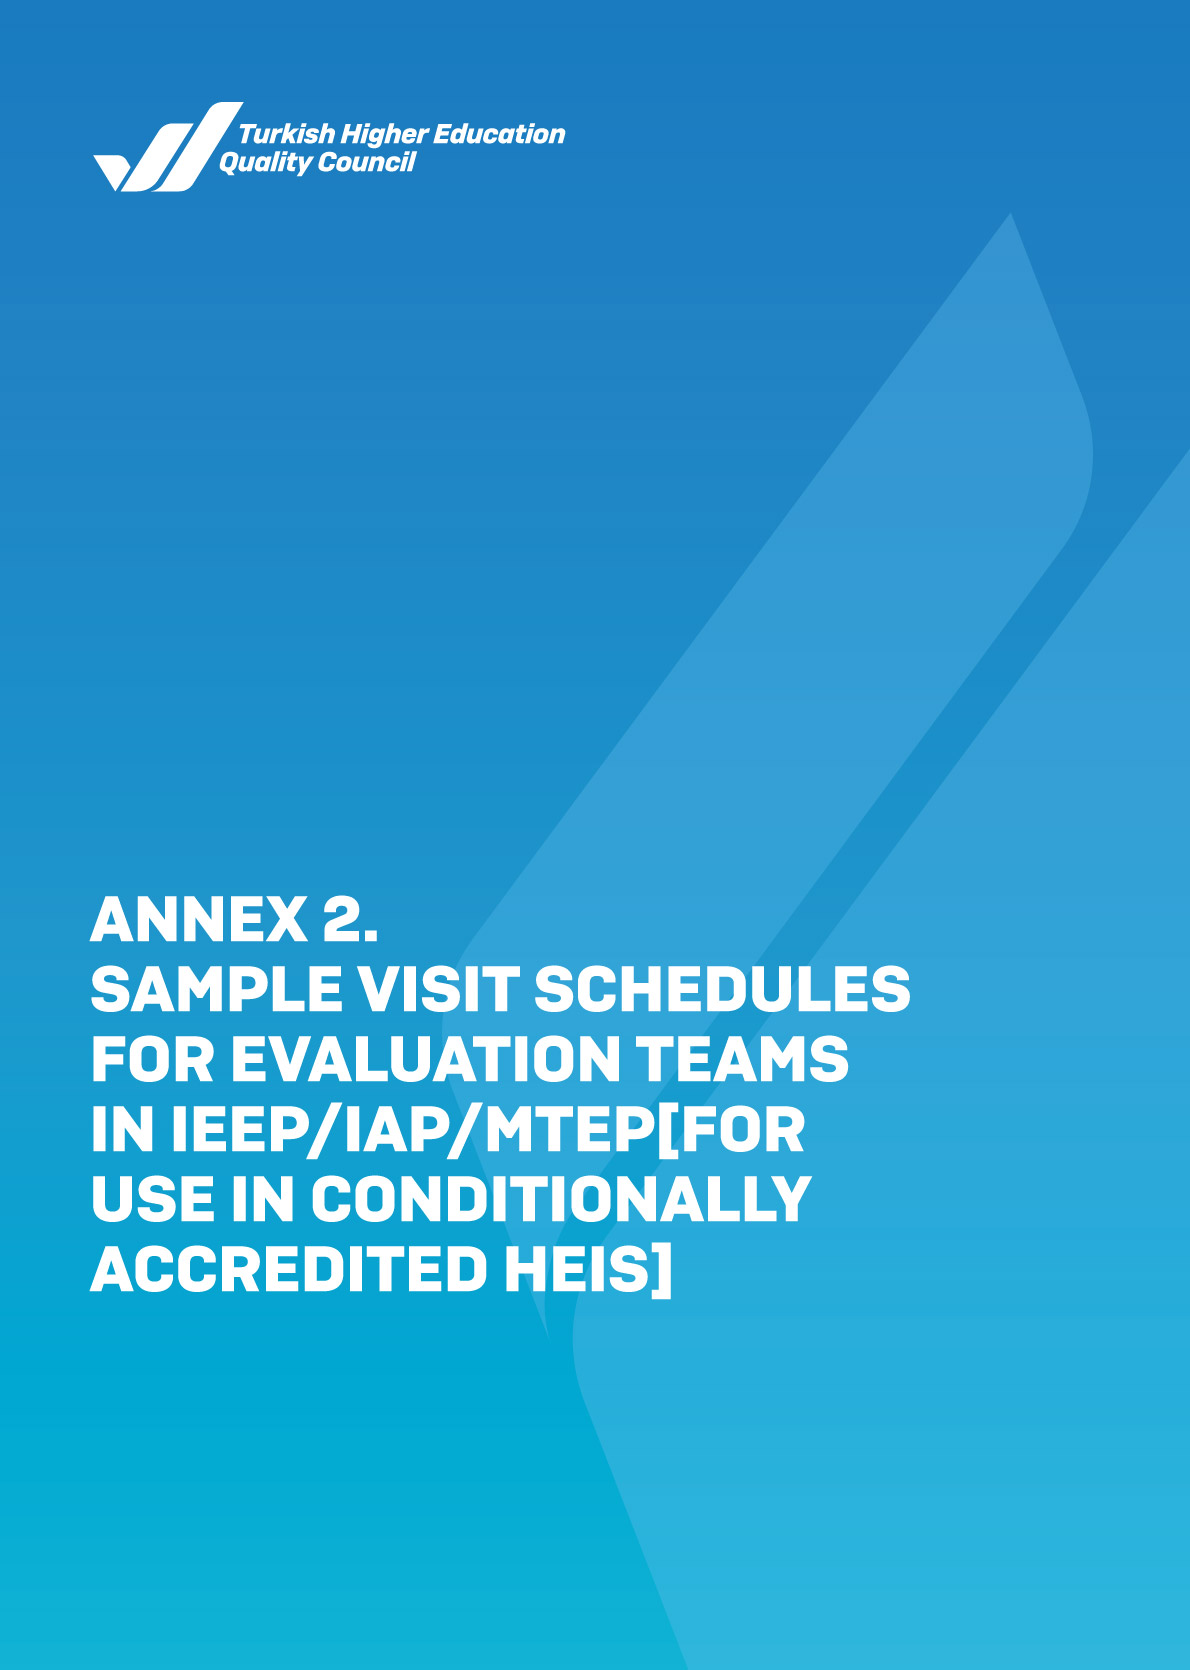 Turkish Higher Education
Quality Council
ANNEX 2.
SAMPLE VISIT SCHEDULES
FOR EVALUATION TEAMS
IN IEEP/IAP/MTEP[FOR
USE IN CONDITIONALLY
ACCREDITED HEIS]